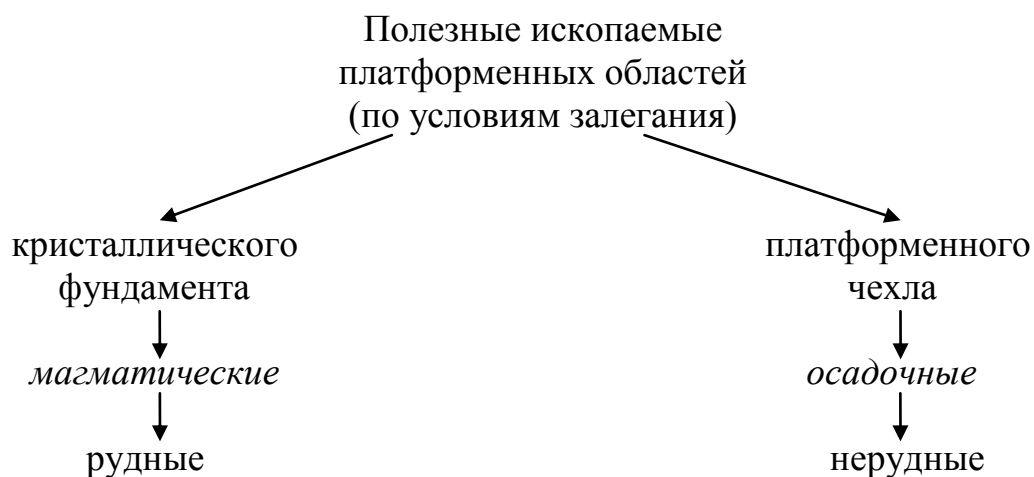 Полезные ископаемые
платформенных областей
(по условиям залегания)
кристаллического
фундамента
платформенного
чехла
магматические
осадочные
рудные
нерудные